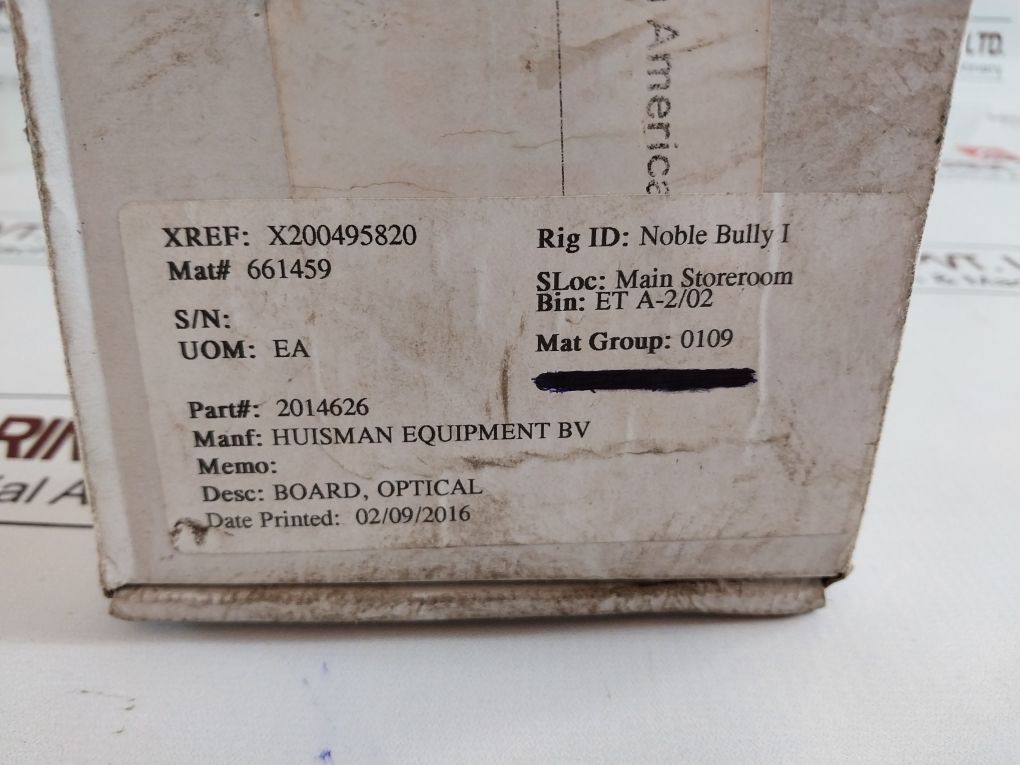 America
LTD.
XREF: X200495820
Mat# 661459
S/N:
UOM: EA
Rig ID: Noble Bully I
SLoc: Main Storeroom
Bin: ET A-2/02
Mat Group: 0109
Part#: 2014626
Manf: HUISMAN EQUIPMENT BV
Memo:
Desc: BOARD, OPTICAL
Date Printed: 02/09/2016